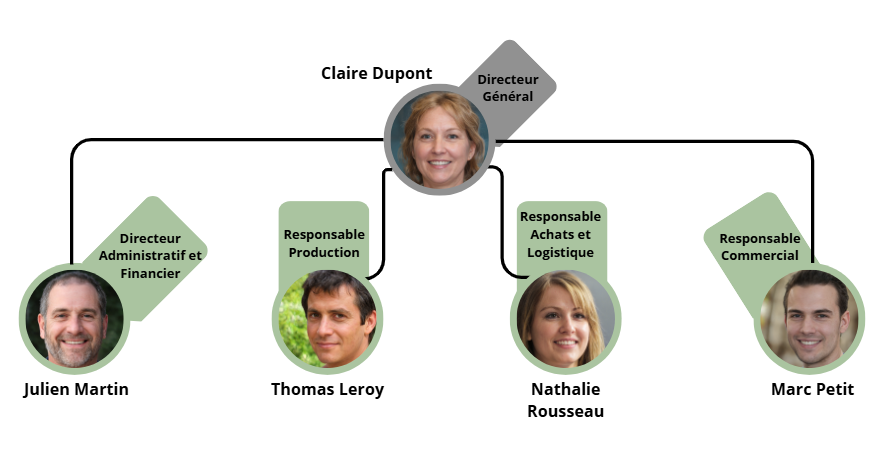 Claire Dupont
Directeur
Général
Directeur
Administratif et
Financier
Responsable
Production
Responsable
Achats et
Logistique
Responsable
Commercial
Julien Martin
Thomas Leroy
Nathalie
Rousseau
Marc Petit